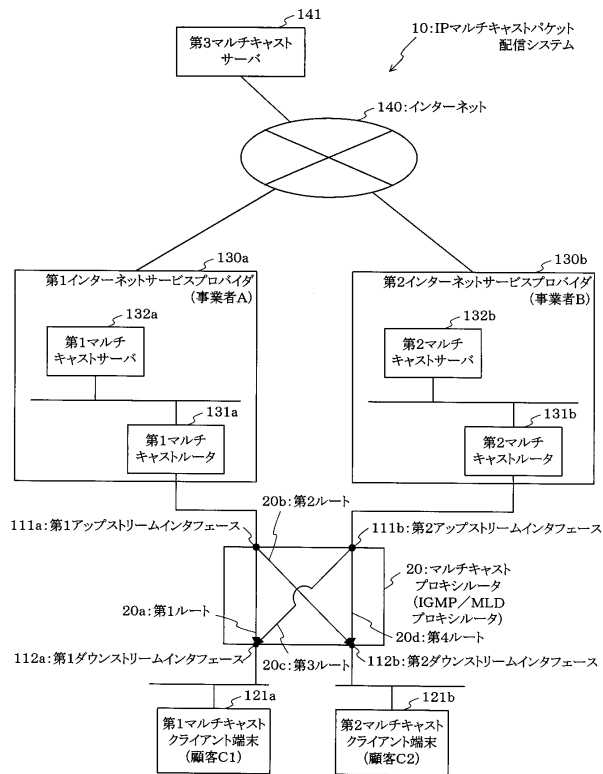 141
第3マルチキャスト
サーバ
10:IPマルチキャストパケット
配信システム
140:インターネット
130a
第1インターネットサービスプロバイダ
(事業者A)
132a
第1マルチ
キャストサーバ
131a
第1マルチ
キャストルータ
130b
第2インターネットサービスプロバイダ
(事業者B)
132b
第2マルチ
キャストサーバ
131b
第2マルチ
キャストルータ
20b:第2ルート
111a:第1アップストリームインタフェース
111b:第2アップストリームインタフェース
20:マルチキャスト
プロキシルータ
(IGMP/MLD
プロキシルータ)
20a:第1ルート
20d:第4ルート
112a:第1ダウンストリームインタフェース
20c:第3ルート
112b:第2ダウンストリームインタフェース
121a
第1マルチキャスト
クライアント端末
(顧客C1)
121b
第2マルチキャスト
クライアント端末
(顧客C2)